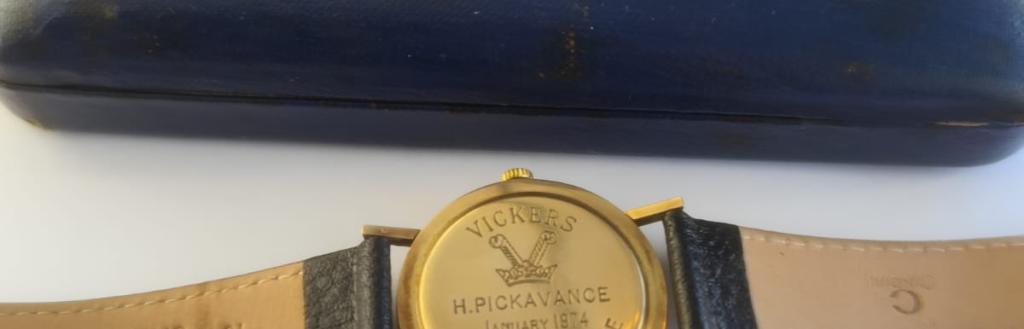 VICKERS
H.PICKAVANCE
JANUARY 1974
E
C